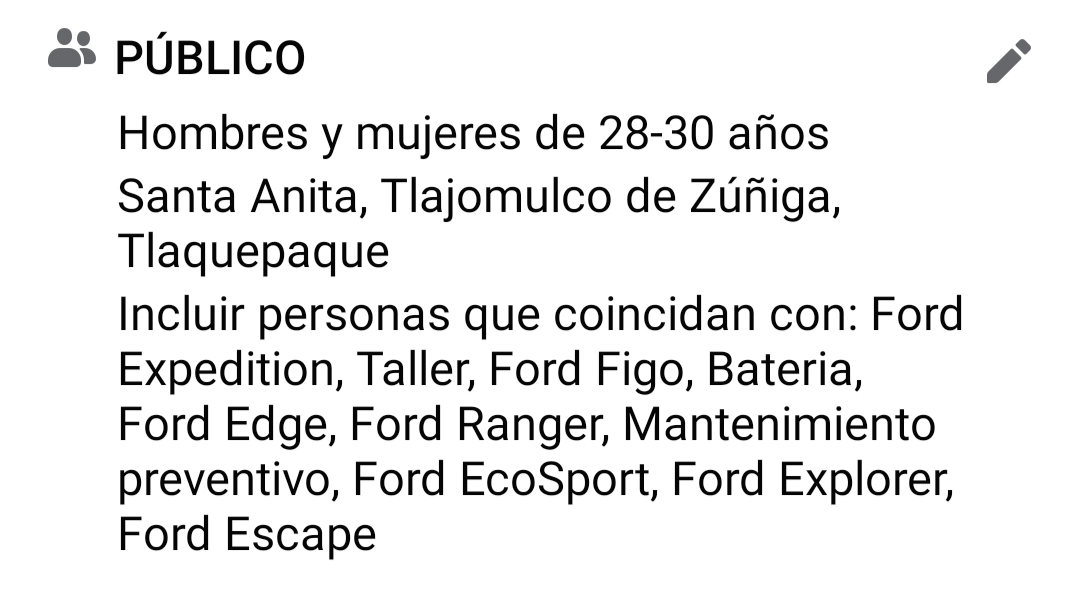 PÚBLICO
Hombres y mujeres de 28-30 años
Santa Anita, Tlajomulco de Zúñiga,
Tlaquepaque
Incluir personas que coincidan con: Ford
Expedition, Taller, Ford Figo, Bateria,
Ford Edge, Ford Ranger, Mantenimiento
preventivo, Ford EcoSport, Ford Explorer,
Ford Escape